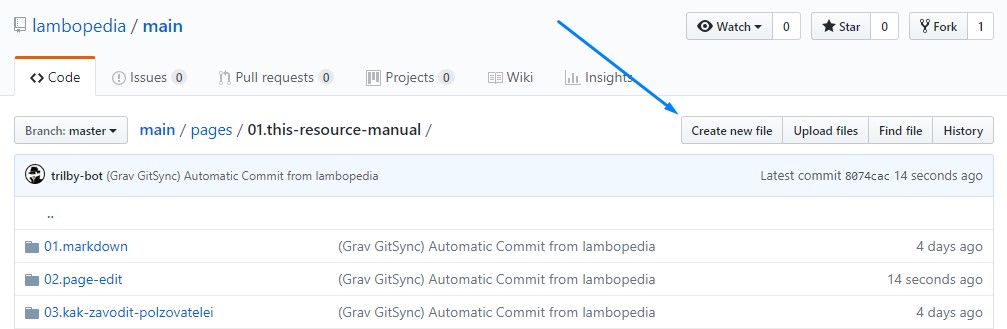 lambopedia / main
Watch 0 Star 0 Fork 1
Code Issues 0 Pull requests 0 Projects 0 Wiki Insights
Branch: master main / pages / 01.this-resource-manual / Create new file Upload files Find file History
trilby-bot (Grav GitSync) Automatic Commit from lambopedia Latest commit 8074cac 14 seconds ago
..
01.markdown (Grav GitSync) Automatic Commit from lambopedia 4 days ago
02.page-edit (Grav GitSync) Automatic Commit from lambopedia 14 seconds ago
03.kak-zavodit-polzovatelei (Grav GitSync) Automatic Commit from lambopedia 4 days ago